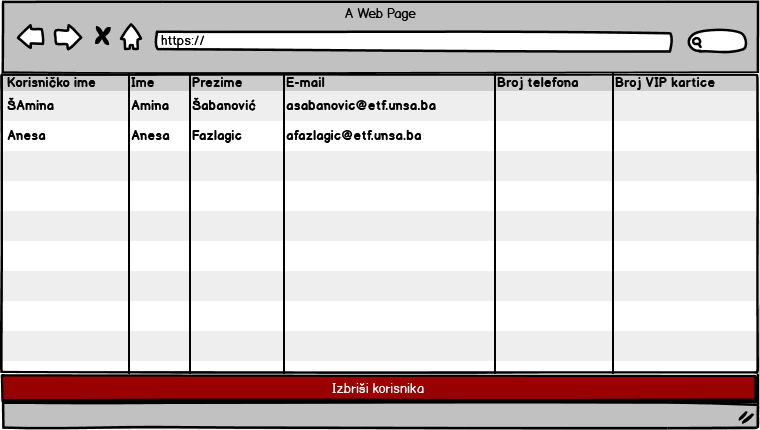 A Web Page
https://
Korisničko ime Ime Prezime E-mail Broj telefona Broj VIP kartice
ŠAmina Amina Šabanović asabanovic@etf.unsa.ba
Anesa Anesa Fazlagic afazlagic@etf.unsa.ba
Izbriši korisnika